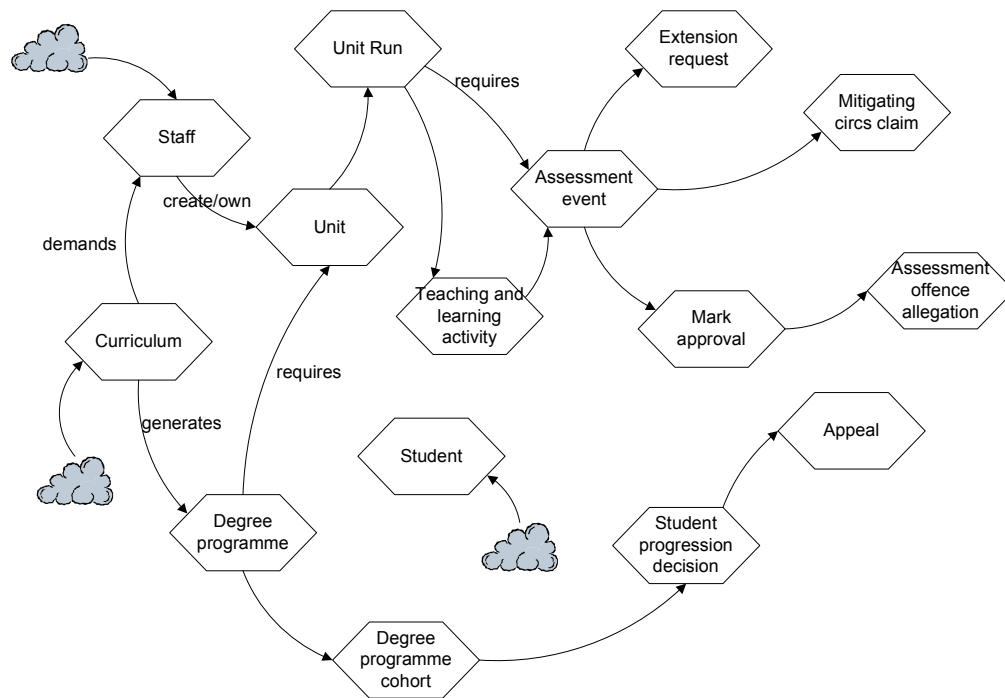 Unit Run
Extension
request
requires
Mitigating
circs claim
Staff
Assessment
event
create/own
Unit
demands
Assessment
offence
allegation
Teaching and
learning
activity
Mark
approval
Curriculum
requires
generates
Appeal
Student
Degree
programme
Student
progression
decision
Degree
programme
cohort